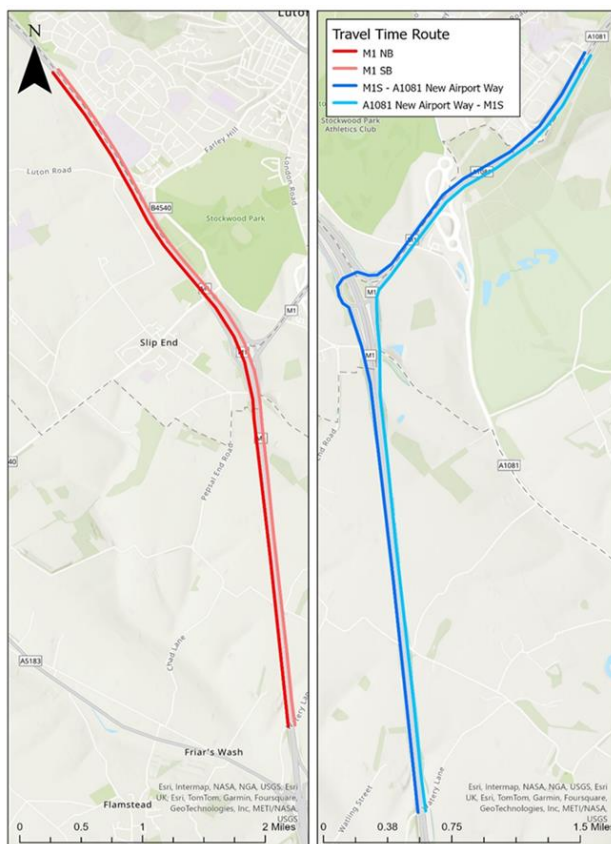 Luton
N
Farley Hill
London Road
Luton Road
B4540
Stockwood Park
M1
Slip End
M1
Pepsal End Road
Chad Lane
A5183
Friar's Wash
Flamstead
Esri, Intermap, NASA, NGA, USGS, Esri
UK, Esri, TomTom, Garmin, Foursquare,
GeoTechnologies, Inc, METI/NASA,
USGS
0 0.5 1 2 Miles
Travel Time Route
M1 NB
M1 SB
M1S - A1081 New Airport Way
A1081 New Airport Way - M1S
A1081
Stockwood Park
Athletics Club
M1
M1
End Road
A1081
Watling Street
Esri, Intermap, NASA, NGA, USGS, Esri
UK, Esri, TomTom, Garmin, Foursquare,
GeoTechnologies, Inc, METI/NASA,
USGS
0 0.38 0.75 1.5 Miles